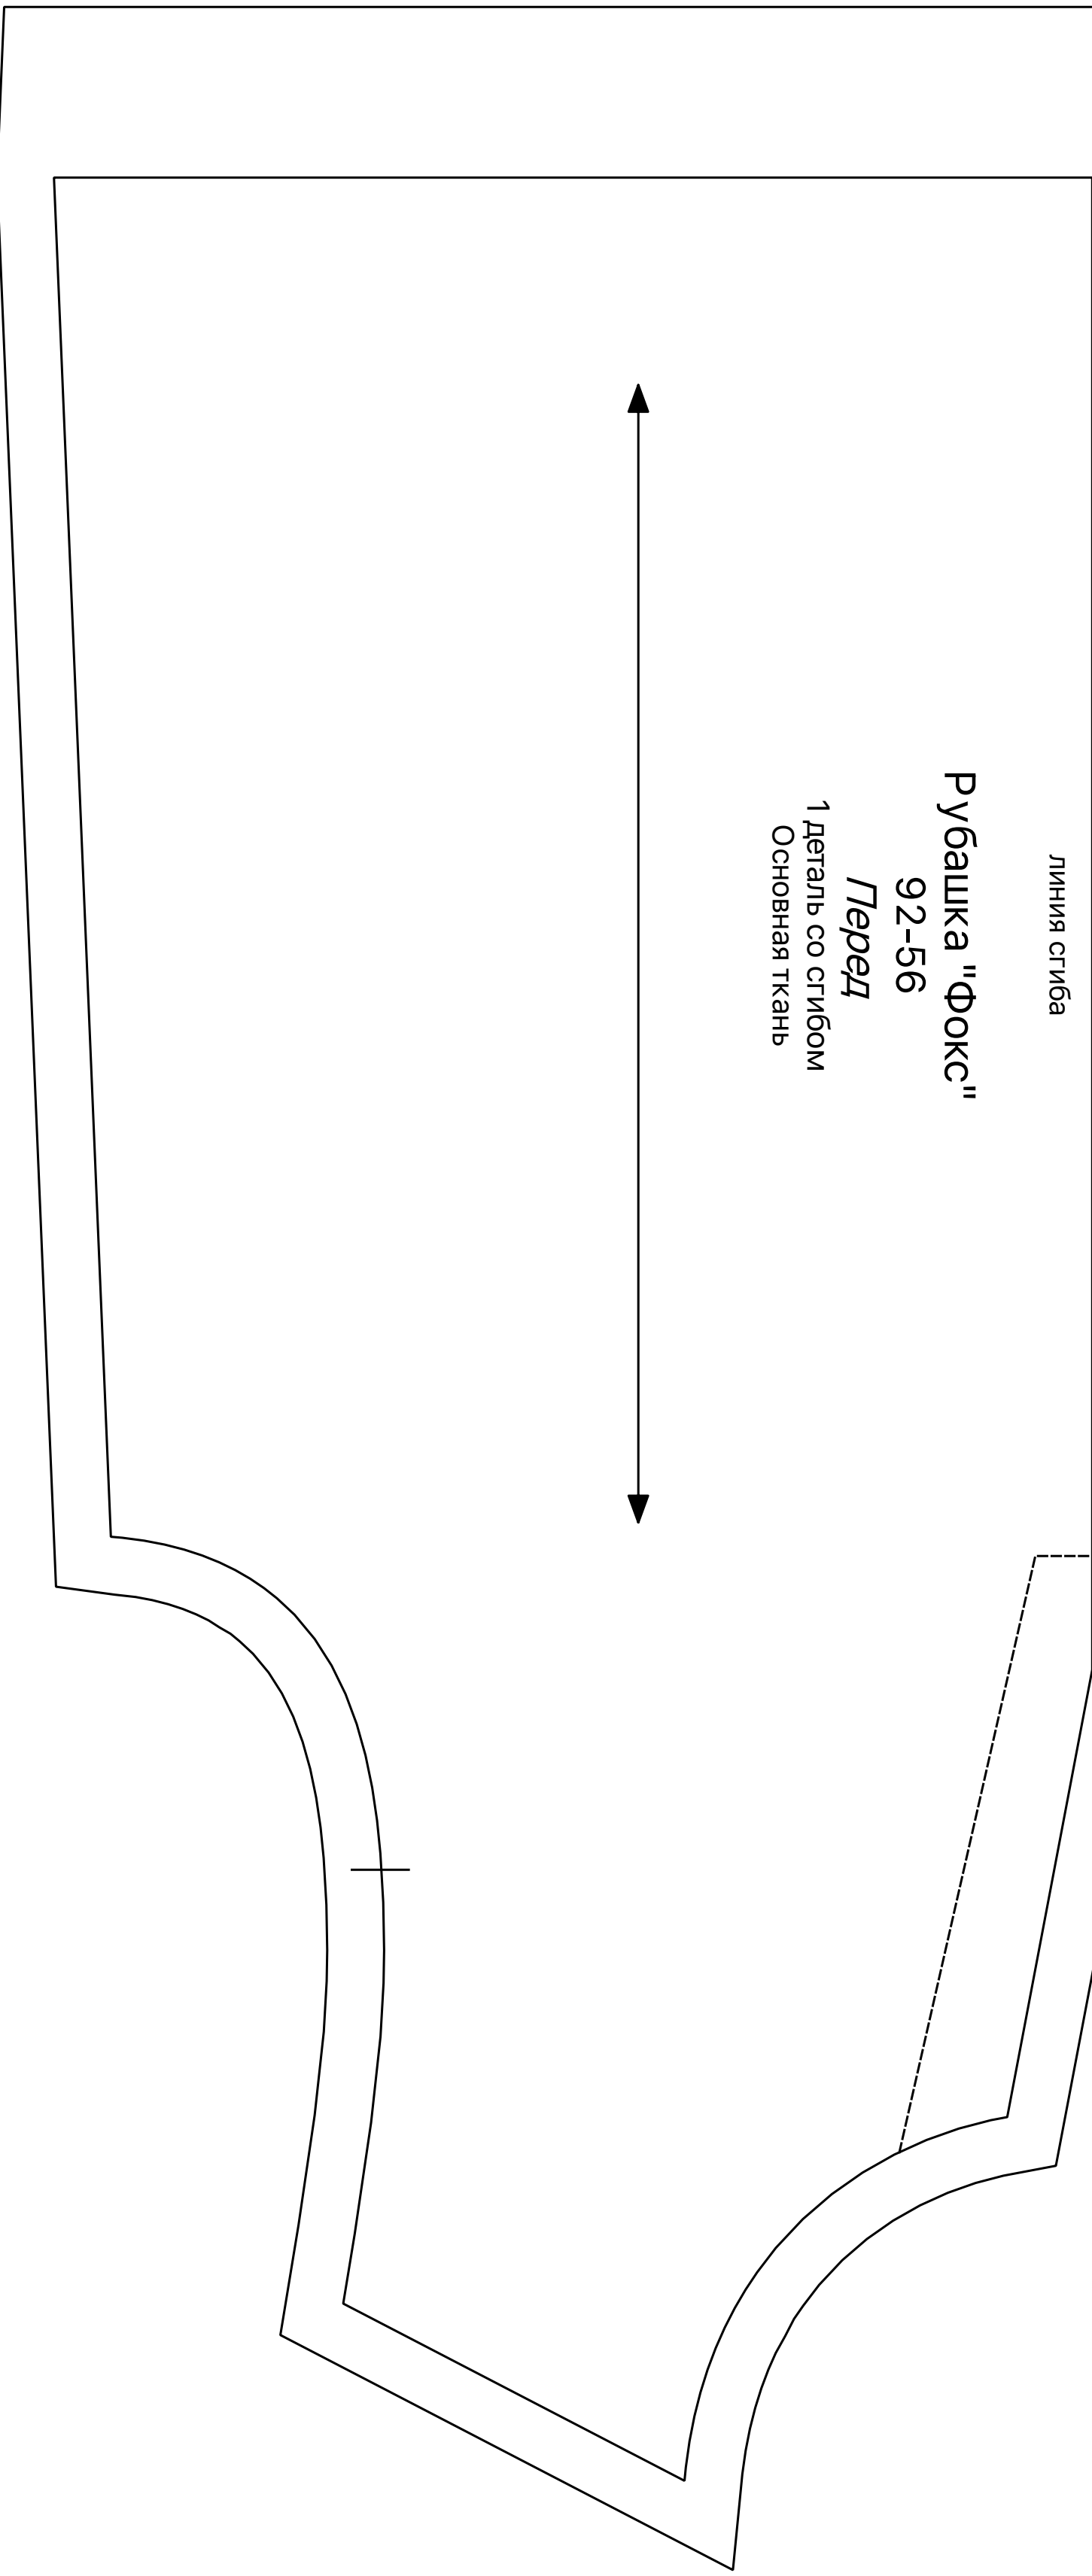 линия сгиба
Рубашка "Фокс"
92-56
Перед
1 деталь со сгибом
Основная ткань